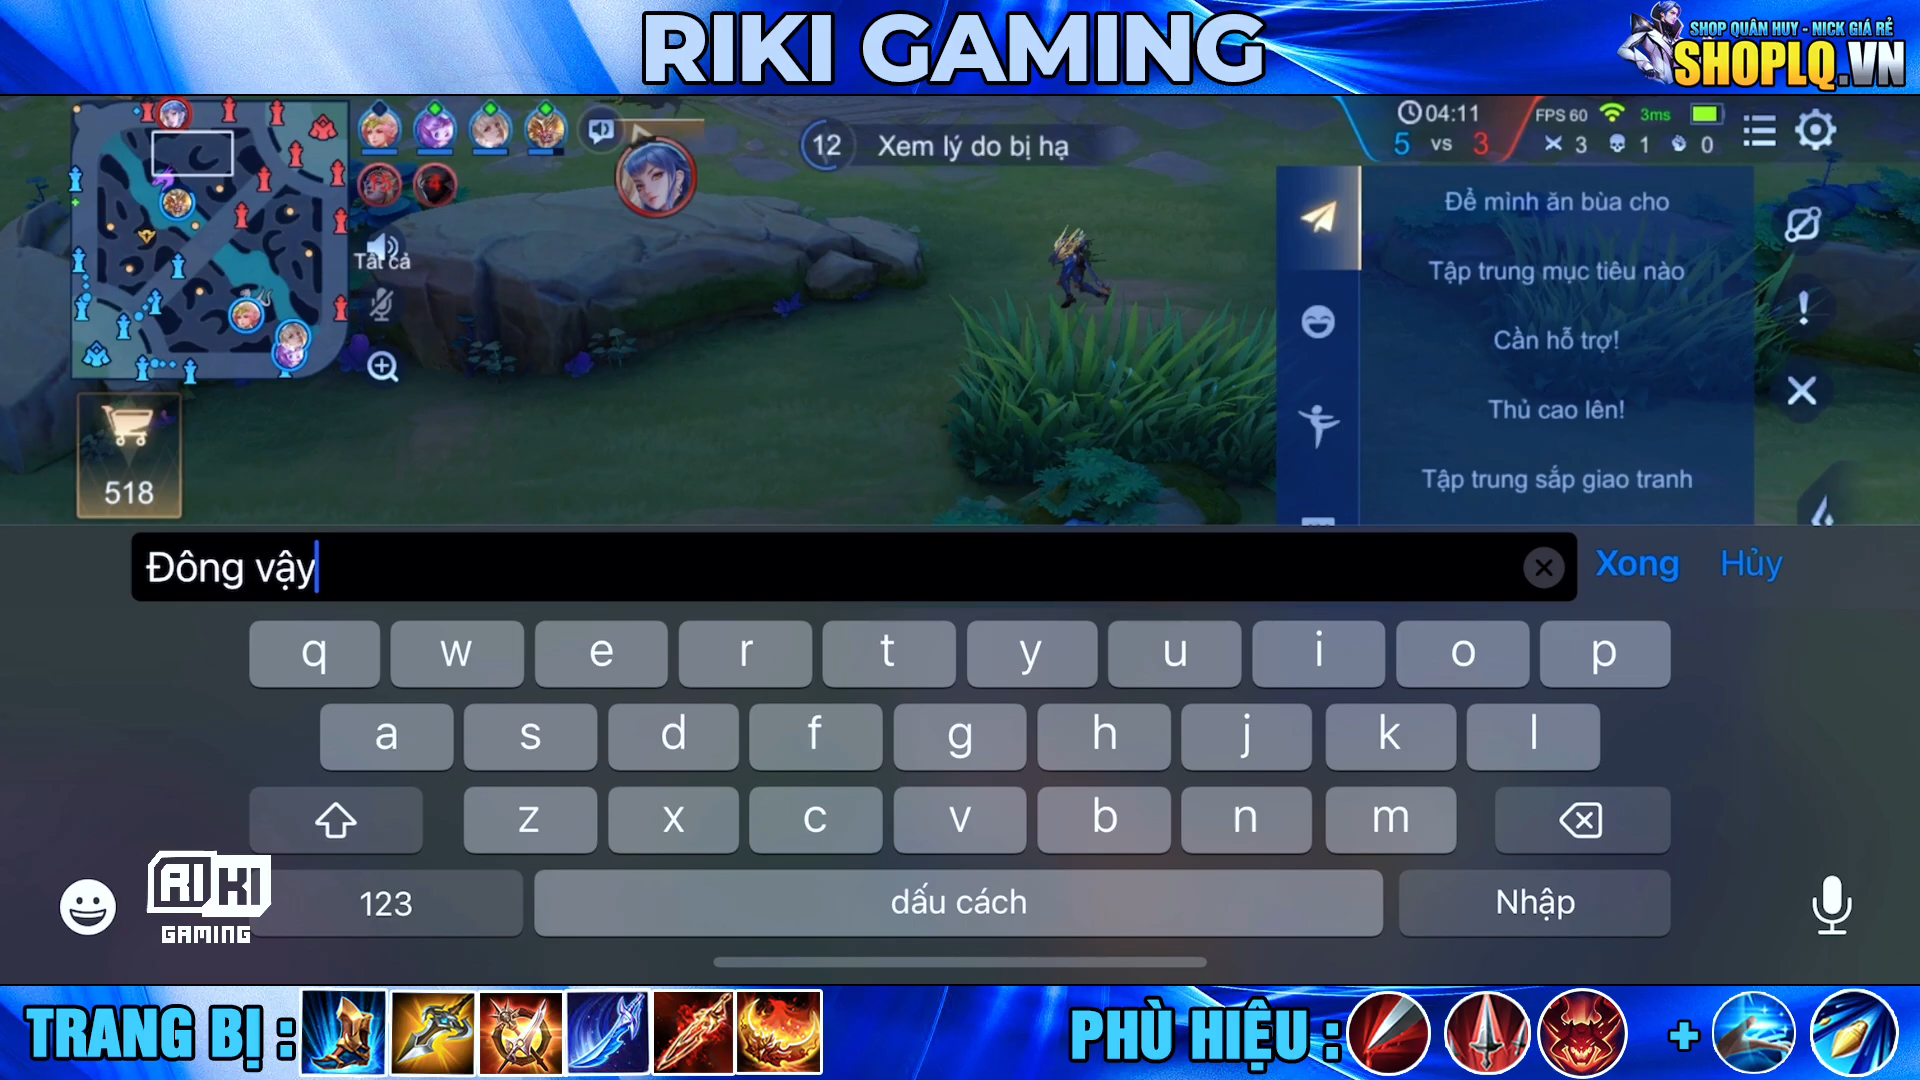 RIKI GAMING
SHOP QUÂN HUY - NICK GIÁ RẺ
SHOPLQ.VN
04:11
5 vs 3
FPS 60
3ms
3 1 0
12
Xem lý do bị hạ
15
4
Tất cả
518
Để mình ăn bùa cho
Tập trung mục tiêu nào
Cần hỗ trợ!
Thủ cao lên!
Tập trung sắp giao tranh
Đông vậy
Xong
Hủy
q w e r t y u i o p
a s d f g h j k l
z x c v b n m
123
dấu cách
Nhập
RIKI
GAMING
TRANG BỊ :
PHÙ HIỆU :
+